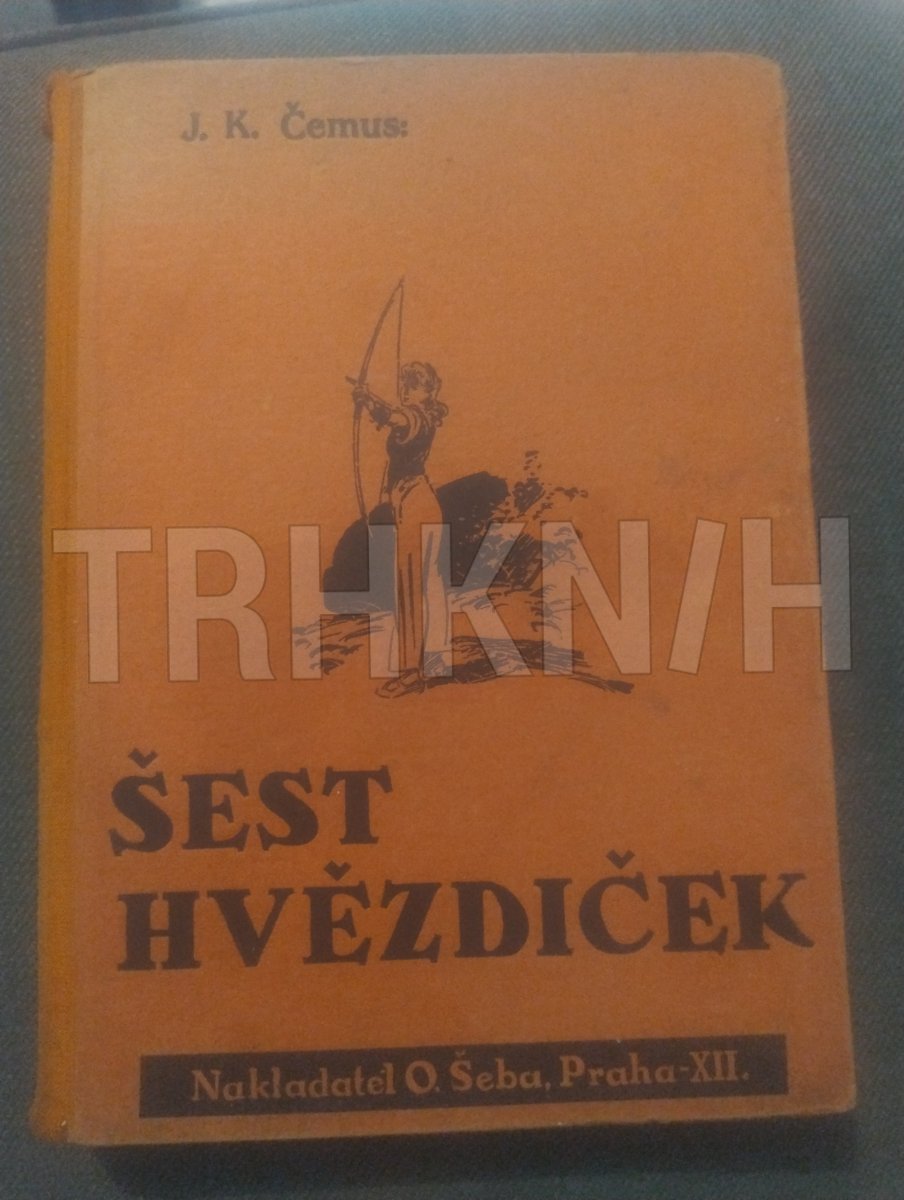 J. K. Čemus:
TRHKNIH
ŠEST
HVĚZDIČEK
Nakladatel O. Šeba, Praha-XII.